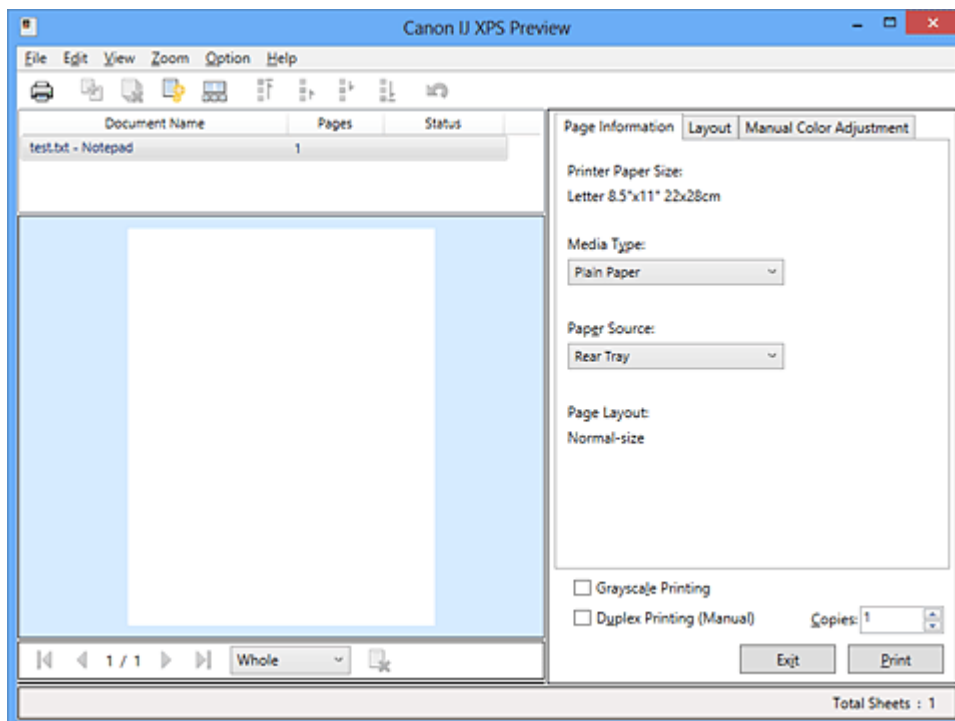 Canon IJ XPS Preview
File Edit View Zoom Option Help
Document Name Pages Status
test.txt - Notepad 1
Page Information Layout Manual Color Adjustment
Printer Paper Size:
Letter 8.5"x11" 22x28cm
Media Type:
Plain Paper
Paper Source:
Rear Tray
Page Layout:
Normal-size
Grayscale Printing
Duplex Printing (Manual) Copies: 1
1 / 1 Whole
Exit Print
Total Sheets : 1